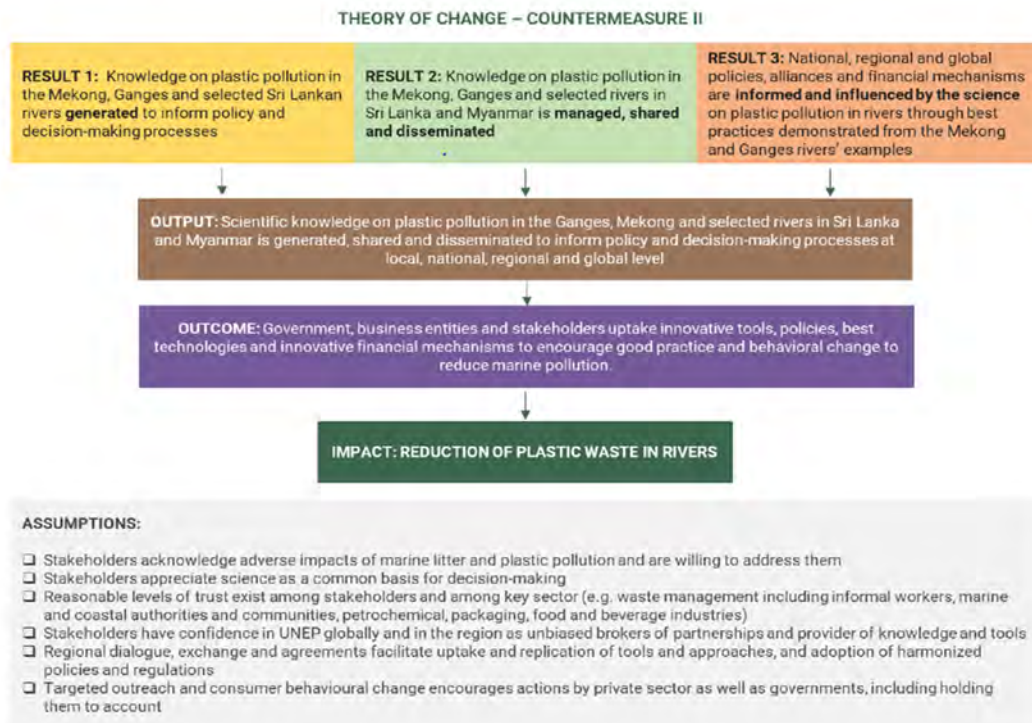 THEORY OF CHANGE – COUNTERMEASURE II
RESULT 1: Knowledge on plastic pollution in
the Mekong, Ganges and selected Sri Lankan
rivers generated to inform policy and
decision-making processes
RESULT 2: Knowledge on plastic pollution in
the Mekong, Ganges and selected rivers in
Sri Lanka and Myanmar is managed, shared
and disseminated
RESULT 3: National, regional and global
policies, alliances and financial mechanisms
are informed and influenced by the science
on plastic pollution in rivers through best
practices demonstrated from the Mekong
and Ganges rivers' examples
OUTPUT: Scientific knowledge on plastic pollution in the Ganges, Mekong and selected rivers in Sri Lanka
and Myanmar is generated, shared and disseminated to inform policy and decision-making processes at
local, national, regional and global level
OUTCOME: Government, business entities and stakeholders uptake innovative tools, policies, best
technologies and innovative financial mechanisms to encourage good practice and behavioral change to
reduce marine pollution.
IMPACT: REDUCTION OF PLASTIC WASTE IN RIVERS
ASSUMPTIONS:
❑ Stakeholders acknowledge adverse impacts of marine litter and plastic pollution and are willing to address them
❑ Stakeholders appreciate science as a common basis for decision-making
❑ Reasonable levels of trust exist among stakeholders and among key sector (e.g. waste management including informal workers, marine
and coastal authorities and communities, petrochemical, packaging, food and beverage industries)
❑ Stakeholders have confidence in UNEP globally and in the region as unbiased brokers of partnerships and provider of knowledge and tools
❑ Regional dialogue, exchange and agreements facilitate uptake and replication of tools and approaches, and adoption of harmonized
policies and regulations
❑ Targeted outreach and consumer behavioural change encourages actions by private sector as well as governments, including holding
them to account